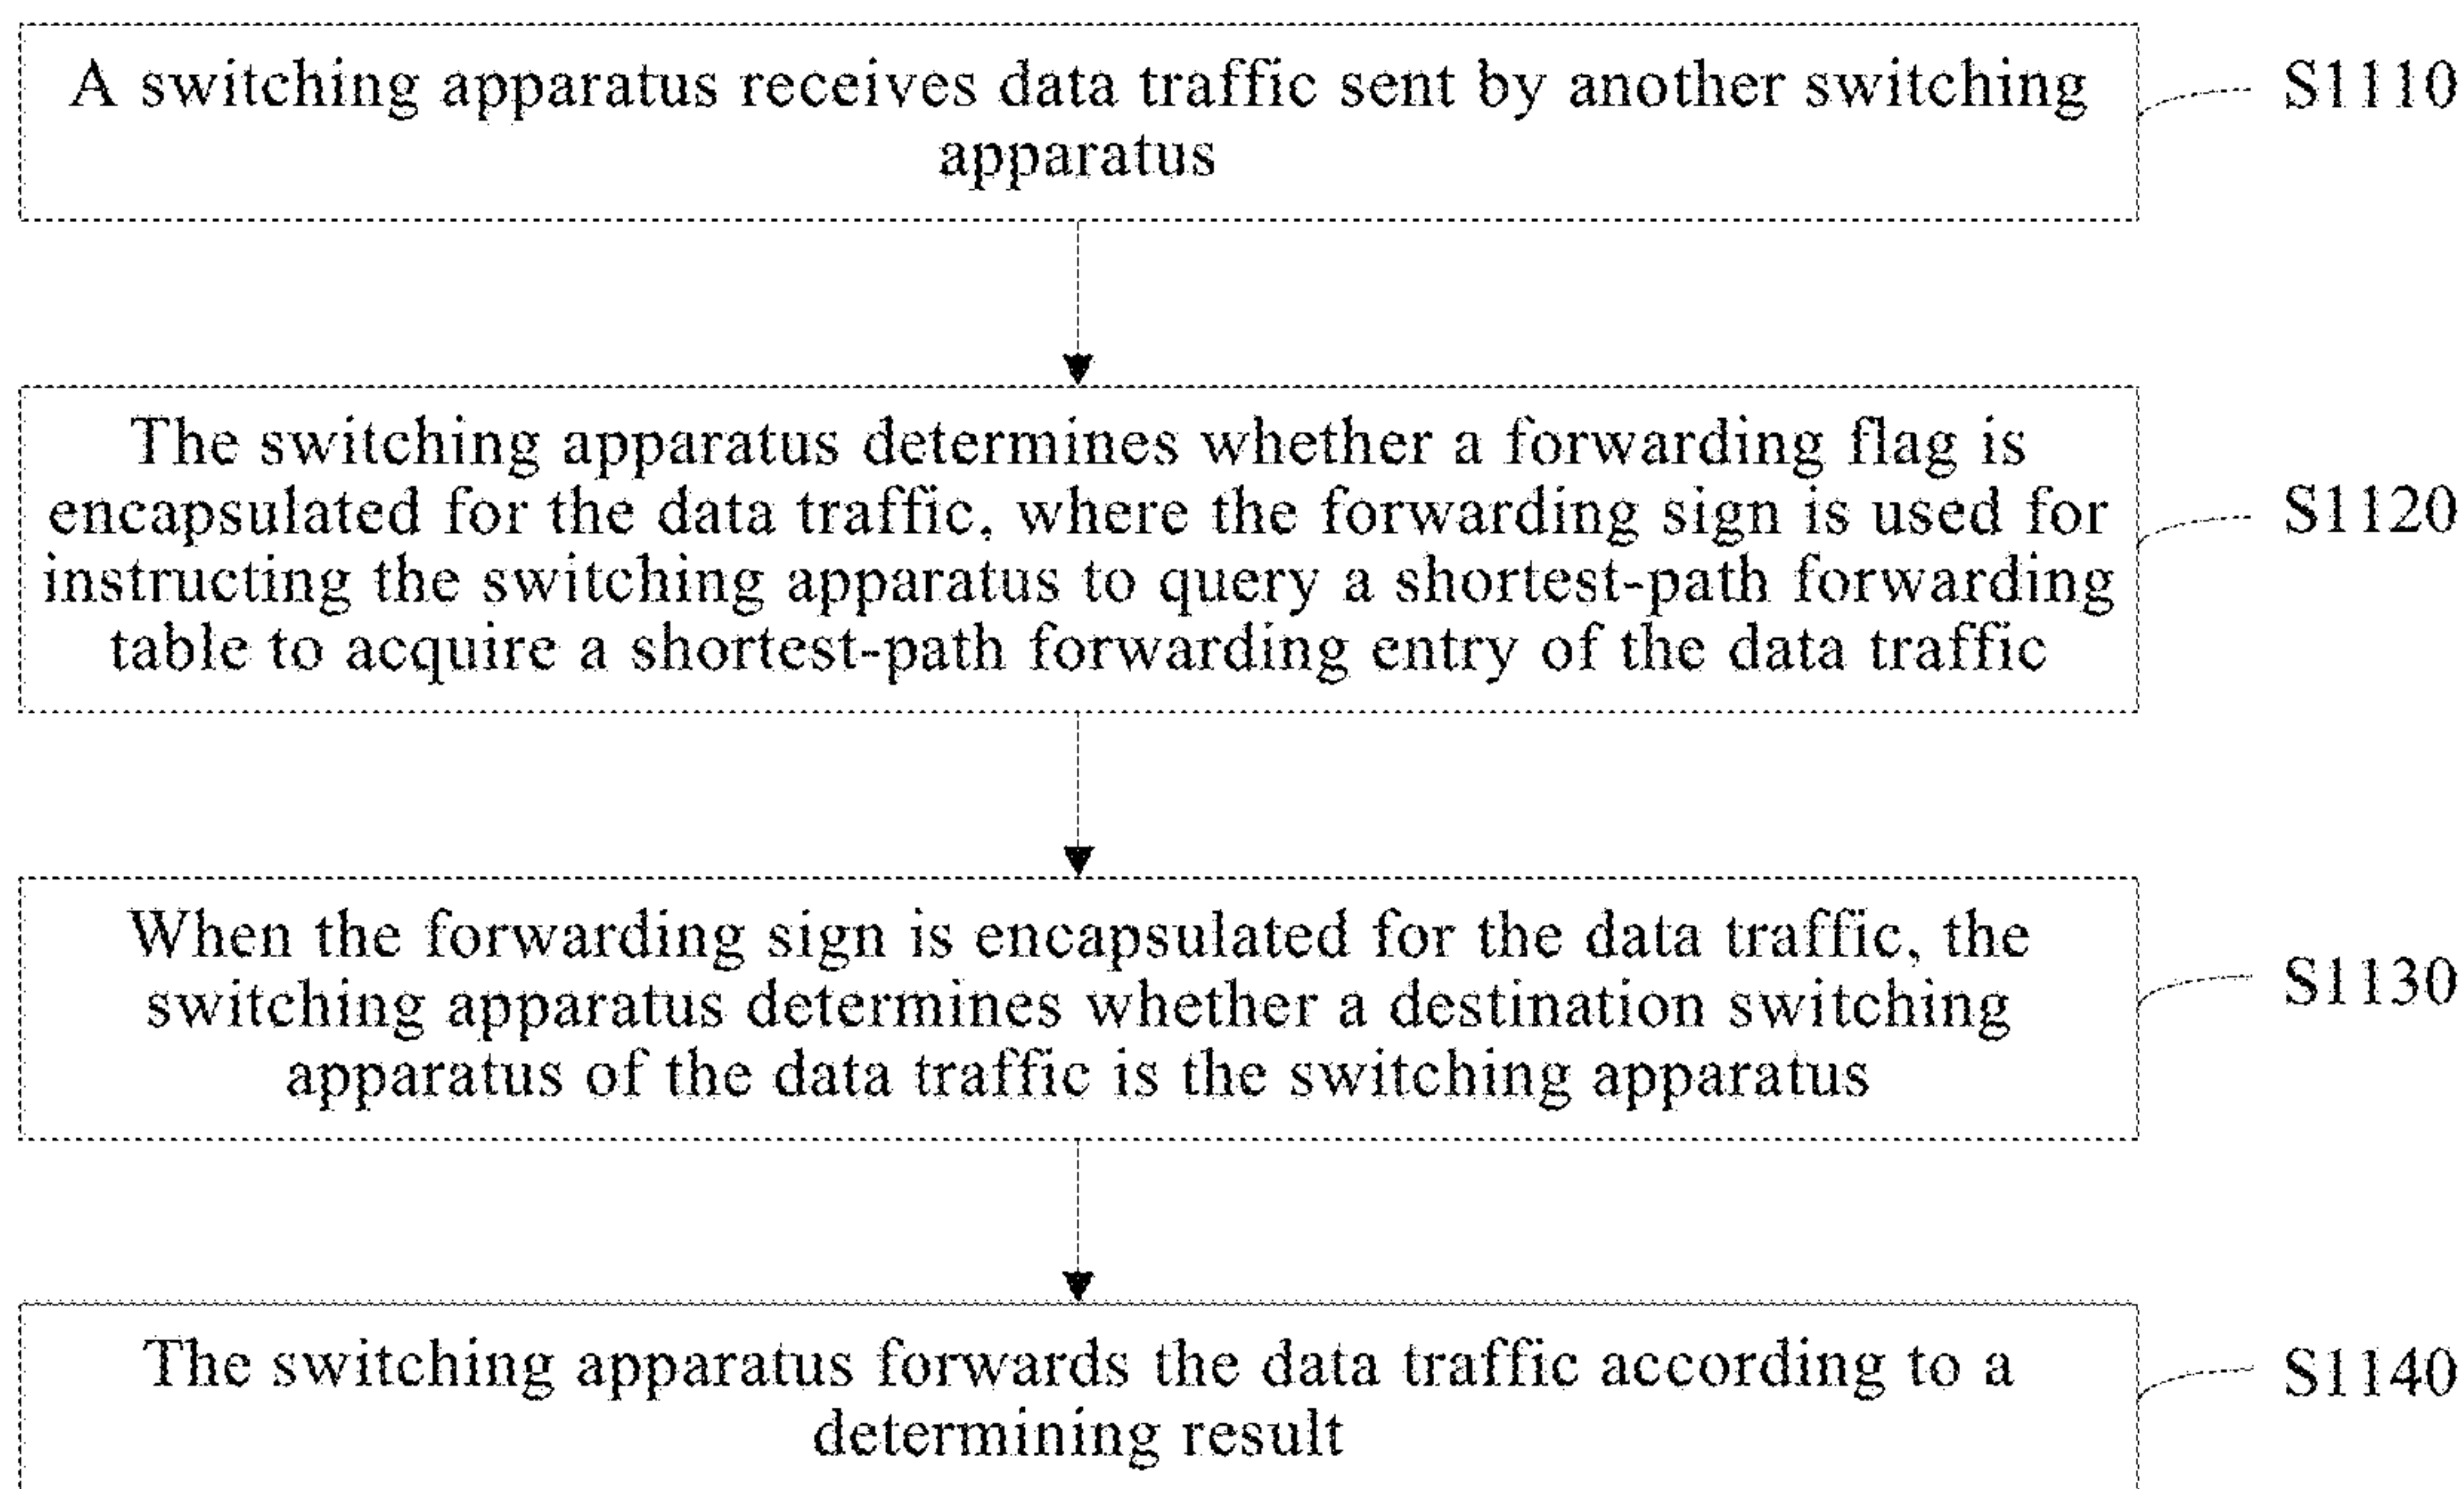 A switching apparatus receives data traffic sent by another switching
apparatus
S1110
The switching apparatus determines whether a forwarding flag is
encapsulated for the data traffic, where the forwarding sign is used for
instructing the switching apparatus to query a shortest-path forwarding
table to acquire a shortest-path forwarding entry of the data traffic
S1120
When the forwarding sign is encapsulated for the data traffic, the
switching apparatus determines whether a destination switching
apparatus of the data traffic is the switching apparatus
S1130
The switching apparatus forwards the data traffic according to a
determining result
S1140